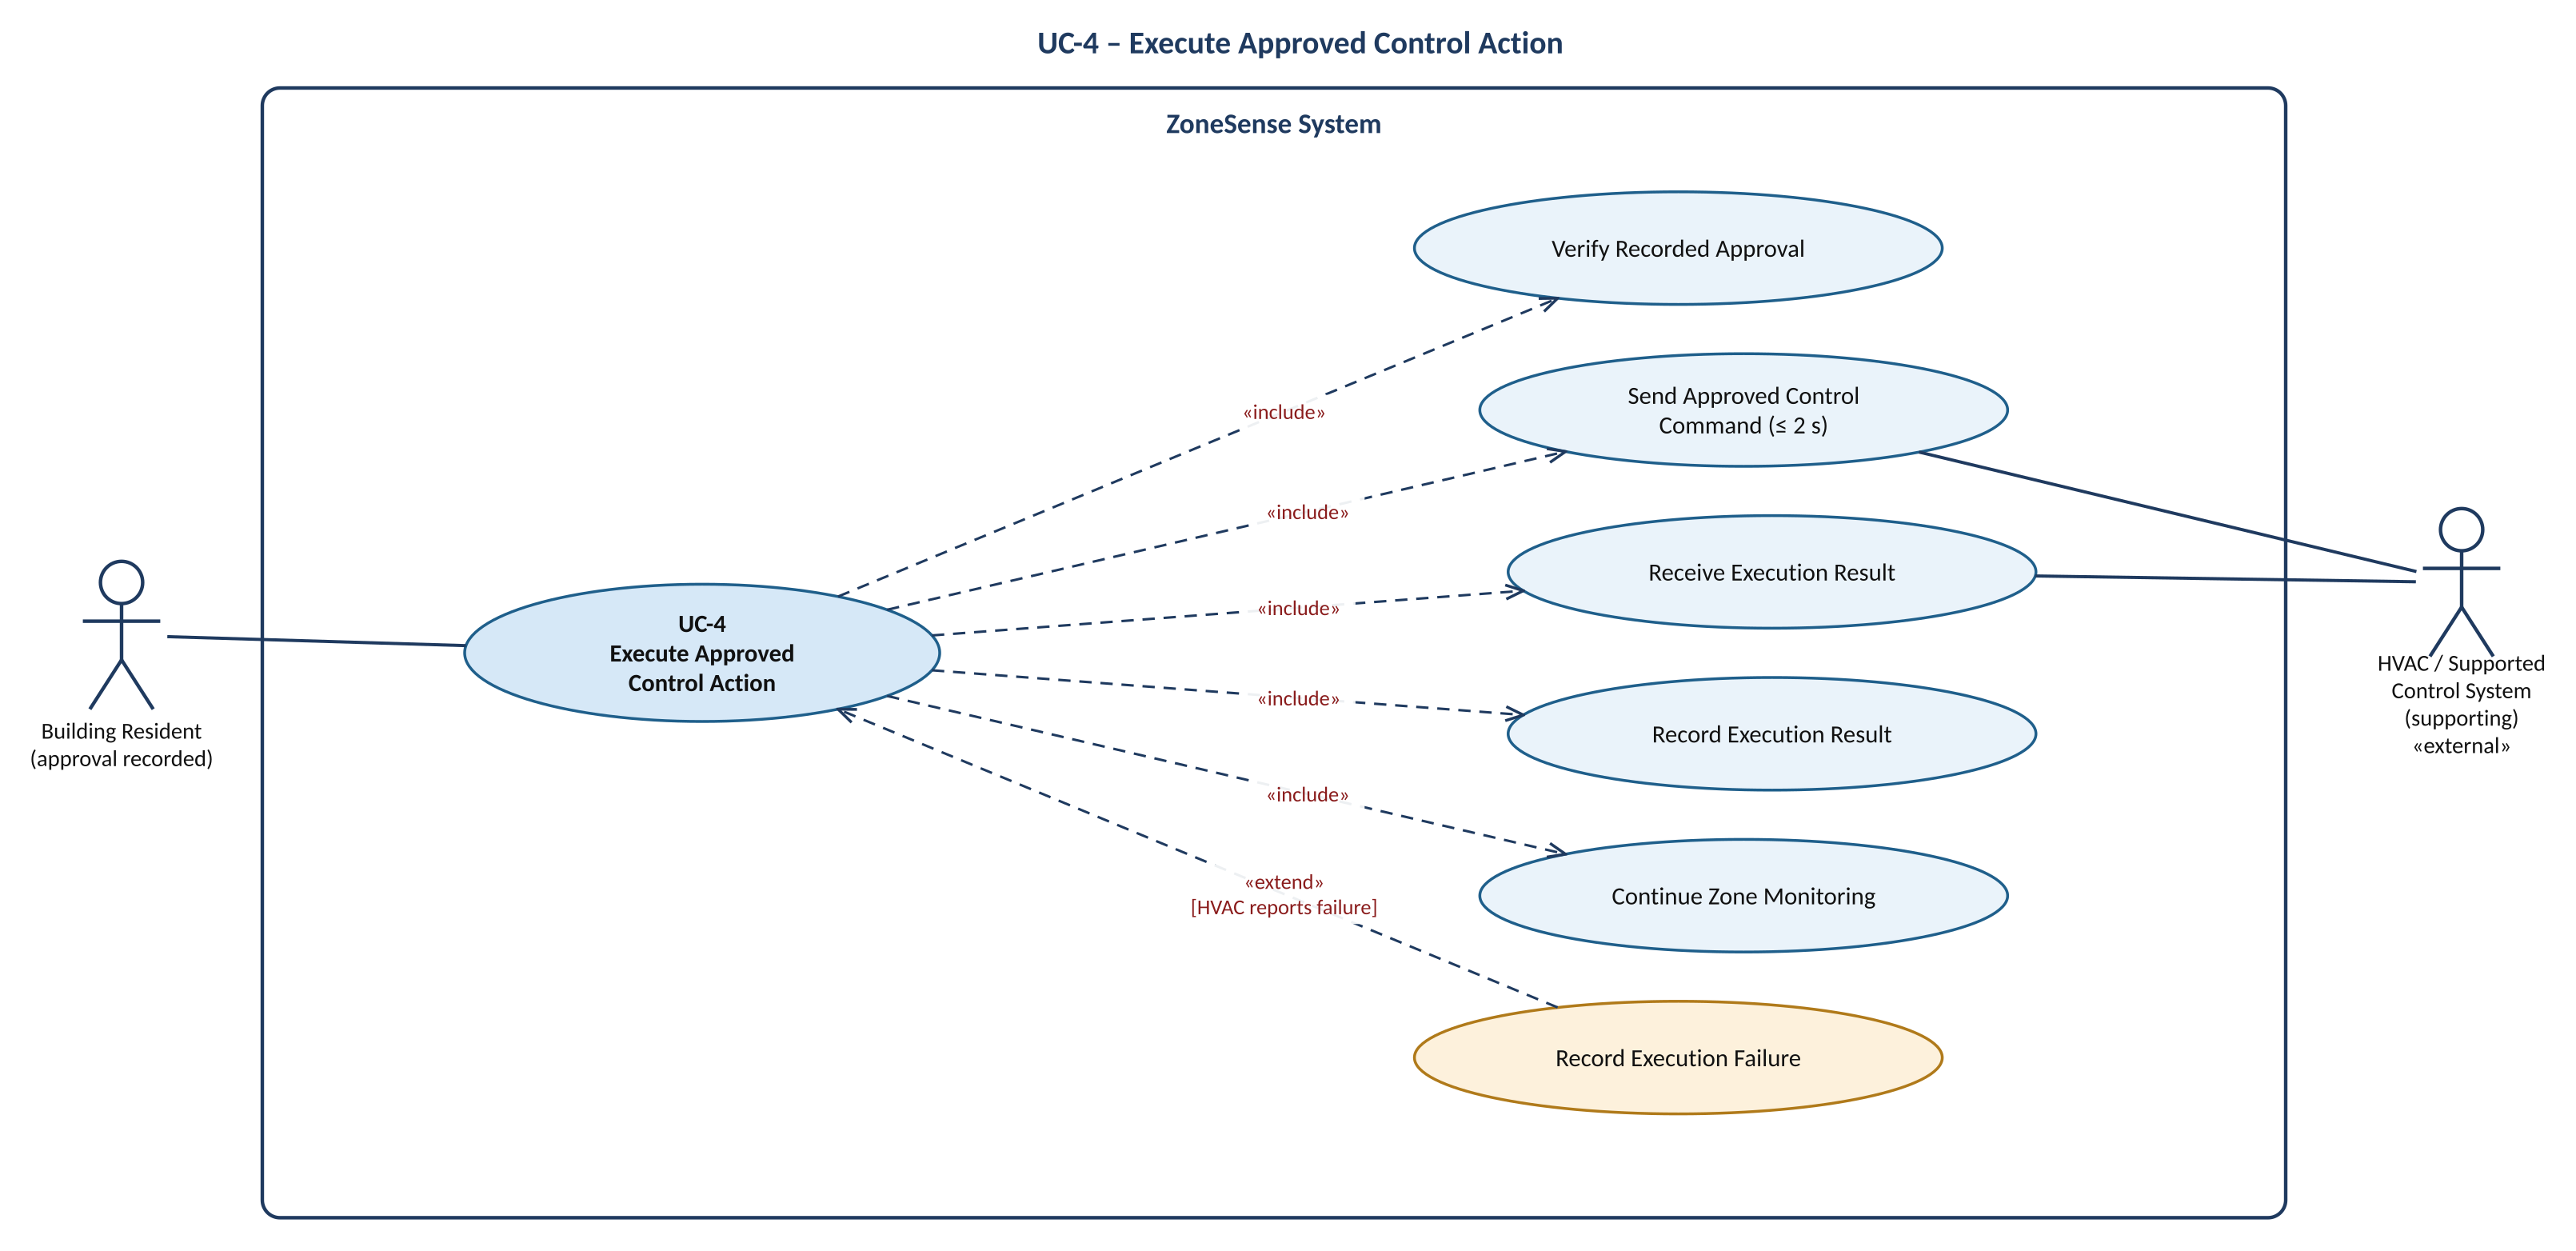 UC-4 – Execute Approved Control Action
ZoneSense System
Verify Recorded Approval
«include»
Send Approved Control
Command (≤ 2 s)
«include»
Receive Execution Result
«include»
UC-4
Execute Approved
Control Action
Building Resident
(approval recorded)
HVAC / Supported
Control System
(supporting)
«external»
«include»
Record Execution Result
«include»
Continue Zone Monitoring
«extend»
[HVAC reports failure]
Record Execution Failure